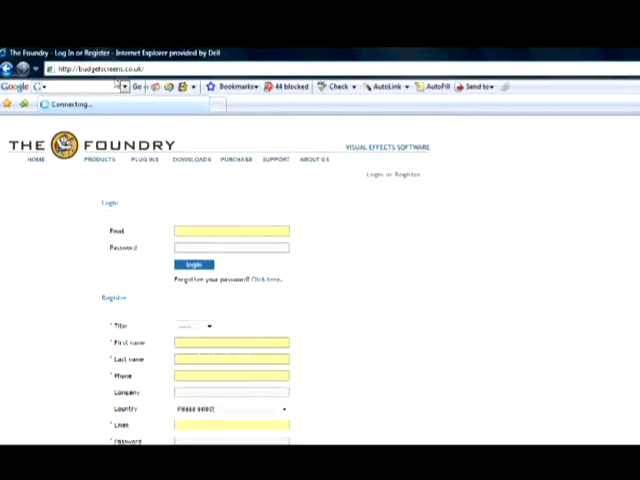 The Foundry - Log In or Register - Internet Explorer provided by Dell
http://budgetscreens.co.uk/
Google G Go Bookmarks 44 blocked Check AutoLink AutoFill Send to
Connecting...
THE FOUNDRY
VISUAL EFFECTS SOFTWARE
HOME PRODUCTS PLUG INS DOWNLOADS PURCHASE SUPPORT ABOUT US
Login or Register
Login
Email
Password
login
Forgotten your password? Click here.
Register
* Title
* First name
* Last name
* Phone
Company
Country Please select
* Email
* Password